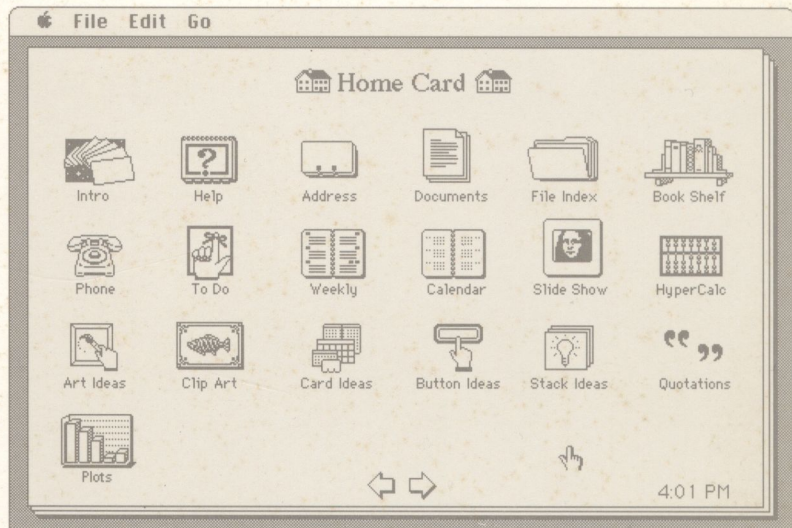 File Edit Go
Home Card
Intro Help Address Documents File Index Book Shelf
Phone To Do Weekly Calendar Slide Show HyperCalc
Art Ideas Clip Art Card Ideas Button Ideas Stack Ideas Quotations
Plots
4:01 PM